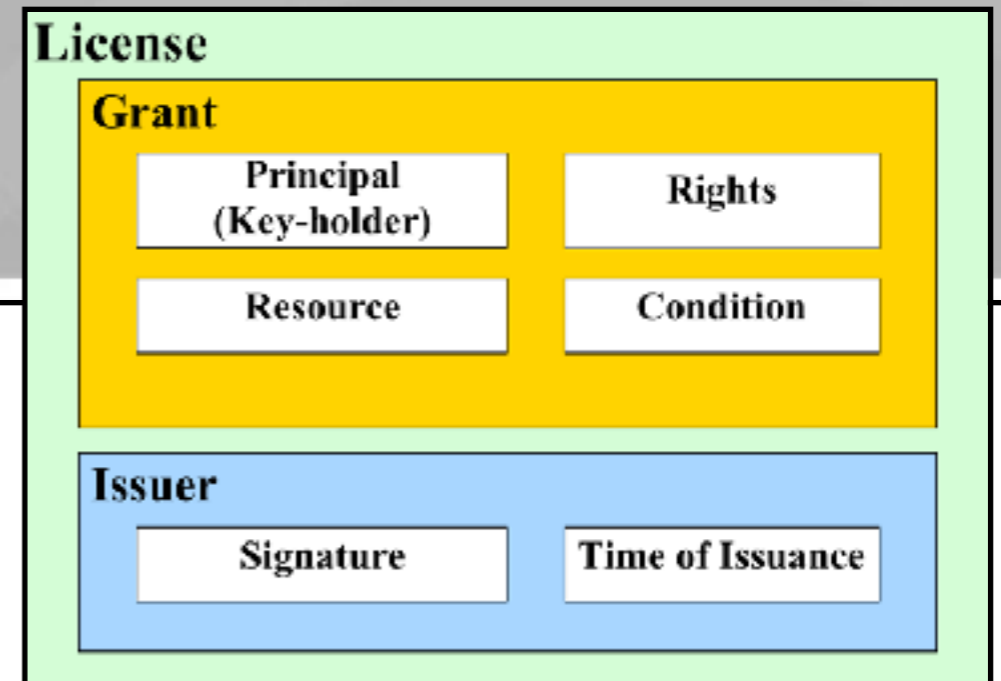 License
Grant
Principal
(Key-holder)
Rights
Resource
Condition
Issuer
Signature
Time of Issuance